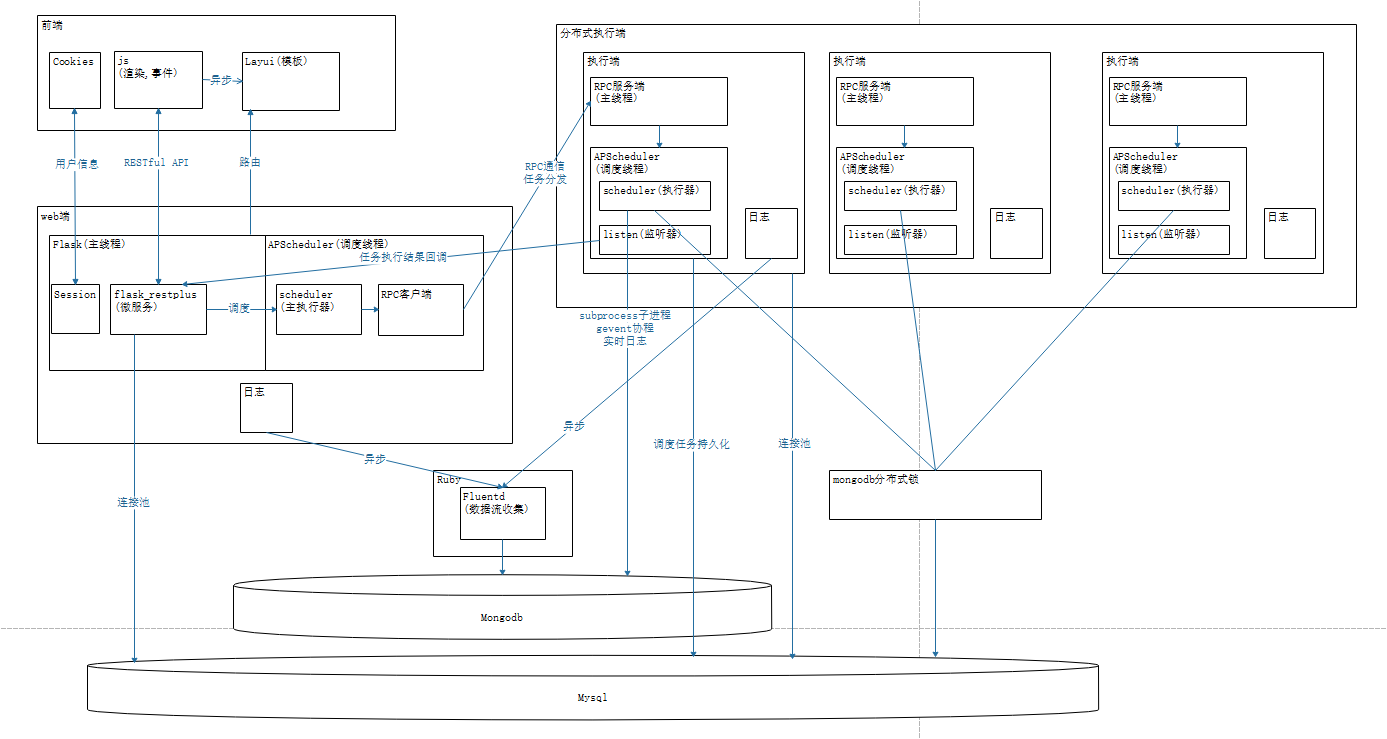 前端
Cookies
js
(渲染,事件)
异步
Layui(模板)
用户信息
RESTful API
路由
web端
Flask(主线程)
APScheduler(调度线程)
任务执行结果回调
Session
flask_restplus
(微服务)
调度
scheduler
(主执行器)
RPC客户端
日志
RPC通信
任务分发
分布式执行端
执行端
RPC服务端
(主线程)
APScheduler
(调度线程)
scheduler(执行器)
listen(监听器)
日志
执行端
RPC服务端
(主线程)
APScheduler
(调度线程)
scheduler(执行器)
listen(监听器)
日志
执行端
RPC服务端
(主线程)
APScheduler
(调度线程)
scheduler(执行器)
listen(监听器)
日志
subprocess子进程
gevent协程
实时日志
异步
异步
调度任务持久化
连接池
连接池
Ruby
Fluentd
(数据流收集)
mongodb分布式锁
Mongodb
Mysql